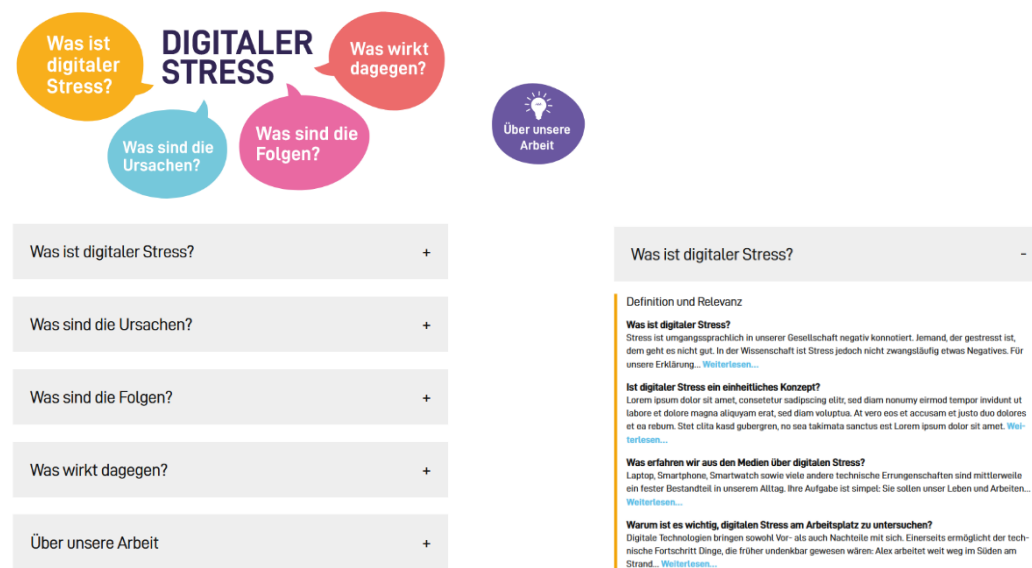 Was ist
digitaler
Stress?
DIGITALER
STRESS
Was wirkt
dagegen?
Was sind die
Ursachen?
Was sind die
Folgen?
Über unsere
Arbeit
Was ist digitaler Stress? +
Was sind die Ursachen? +
Was sind die Folgen? +
Was wirkt dagegen? +
Über unsere Arbeit +
Was ist digitaler Stress? -
Definition und Relevanz
Was ist digitaler Stress?
Stress ist umgangssprachlich in unserer Gesellschaft negativ konnotiert. Jemand, der gestresst ist,
dem geht es nicht gut. In der Wissenschaft ist Stress jedoch nicht zwangsläufig etwas Negatives. Für
unsere Erklärung... Weiterlesen...
Ist digitaler Stress ein einheitliches Konzept?
Lorem ipsum dolor sit amet, consetetur sadipscing elitr, sed diam nonumy eirmod tempor invidunt ut
labore et dolore magna aliquyam erat, sed diam voluptua. At vero eos et accusam et justo duo dolores
et ea rebum. Stet clita kasd gubergren, no sea takimata sanctus est Lorem ipsum dolor sit amet. Wei-
terlesen...
Was erfahren wir aus den Medien über digitalen Stress?
Laptop, Smartphone, Smartwatch sowie viele andere technische Errungenschaften sind mittlerweile
ein fester Bestandteil in unserem Alltag. Ihre Aufgabe ist simpel: Sie sollen unser Leben und Arbeiten...
Weiterlesen...
Warum ist es wichtig, digitalen Stress am Arbeitsplatz zu untersuchen?
Digitale Technologien bringen sowohl Vor- als auch Nachteile mit sich. Einerseits ermöglicht der tech-
nische Fortschritt Dinge, die früher undenkbar gewesen wären: Alex arbeitet weit weg im Süden am
Strand... Weiterlesen...